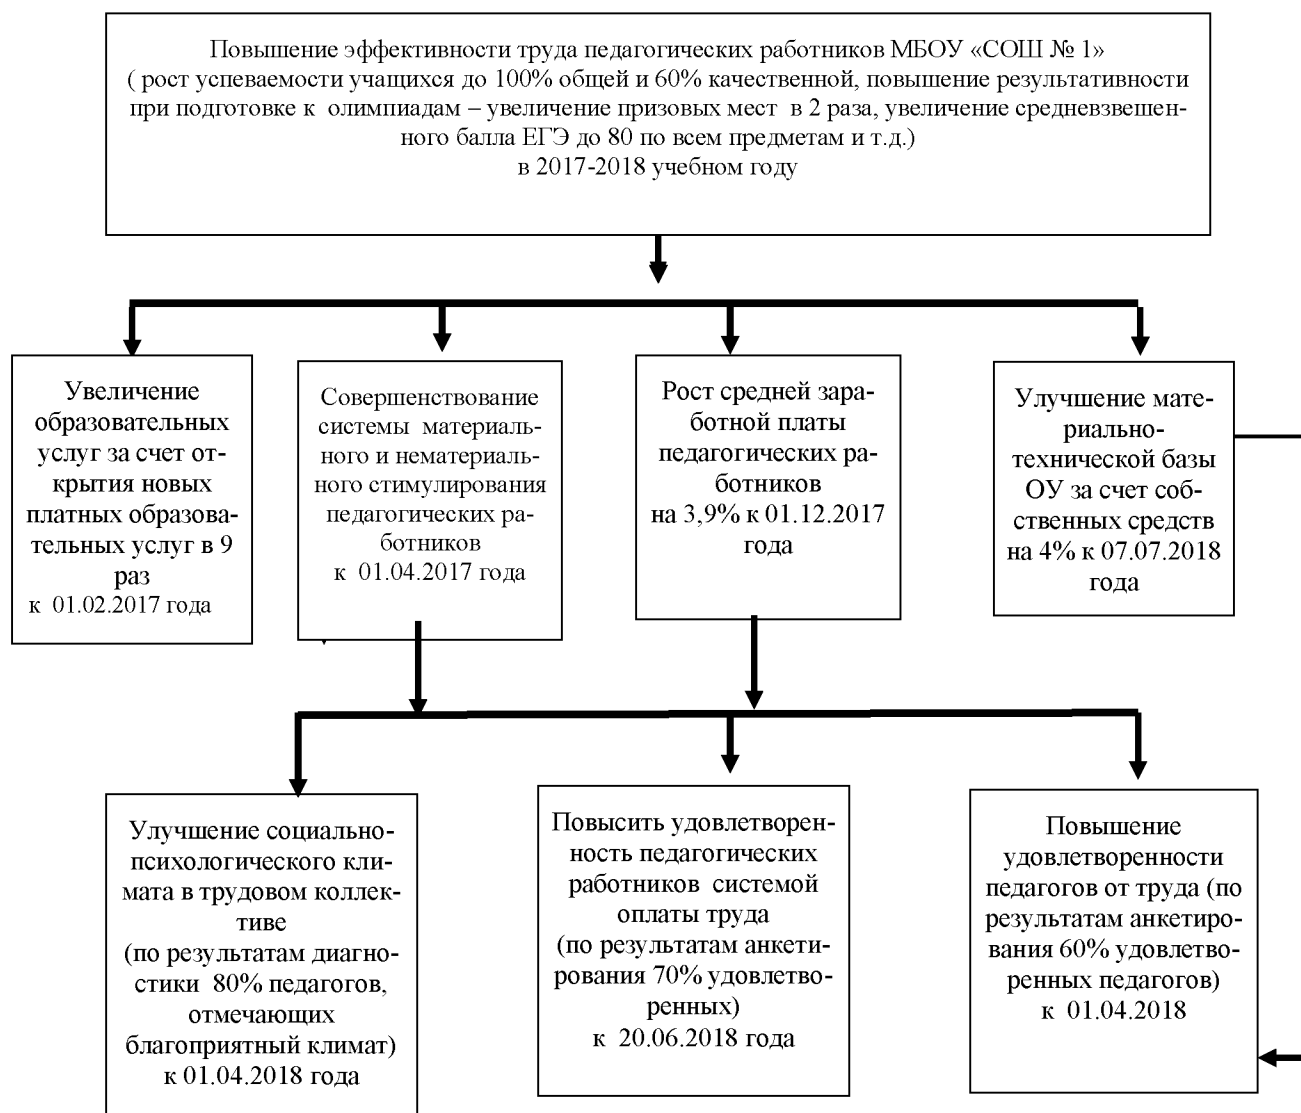 Повышение эффективности труда педагогических работников МБОУ «СОШ № 1»
( рост успеваемости учащихся до 100% общей и 60% качественной, повышение результативности
при подготовке к олимпиадам – увеличение призовых мест в 2 раза, увеличение средневзвешен-
ного балла ЕГЭ до 80 по всем предметам и т.д.)
в 2017-2018 учебном году
Увеличение
образовательных
услуг за счет от-
крытия новых
платных образова-
тельных услуг в 9
раз
к 01.02.2017 года
Совершенствование
системы материаль-
ного и нематериаль-
ного стимулирования
педагогических ра-
ботников
к 01.04.2017 года
Рост средней зара-
ботной платы
педагогических ра-
ботников
на 3,9% к 01.12.2017
года
Улучшение мате-
риально-
технической базы
ОУ за счет соб-
ственных средств
на 4% к 07.07.2018
года
Улучшение социально-
психологического кли-
мата в трудовом коллек-
тиве
(по результатам диагно-
стики 80% педагогов,
отмечающих
благоприятный климат)
к 01.04.2018 года
Повысить удовлетворен-
ность педагогических
работников системой
оплаты труда
(по результатам анкети-
рования 70% удовлетво-
ренных)
к 20.06.2018 года
Повышение
удовлетворенности
педагогов от труда (по
результатам анкетиро-
вания 60% удовлетво-
ренных педагогов)
к 01.04.2018